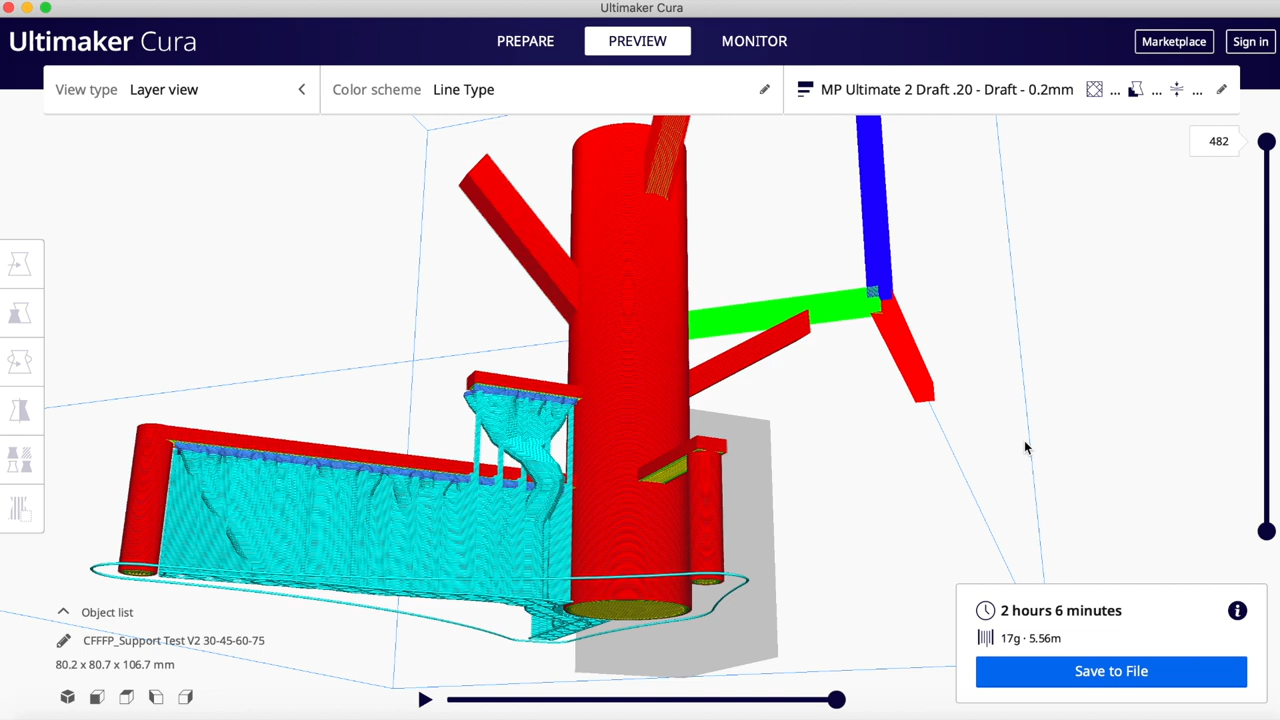 Ultimaker Cura
Ultimaker Cura
PREPARE
PREVIEW
MONITOR
Marketplace
Sign in
View type Layer view
Color scheme Line Type
MP Ultimate 2 Draft .20 - Draft - 0.2mm ... ... ...
482
Object list
CFFFP_Support Test V2 30-45-60-75
80.2 x 80.7 x 106.7 mm
2 hours 6 minutes
17g · 5.56m
Save to File